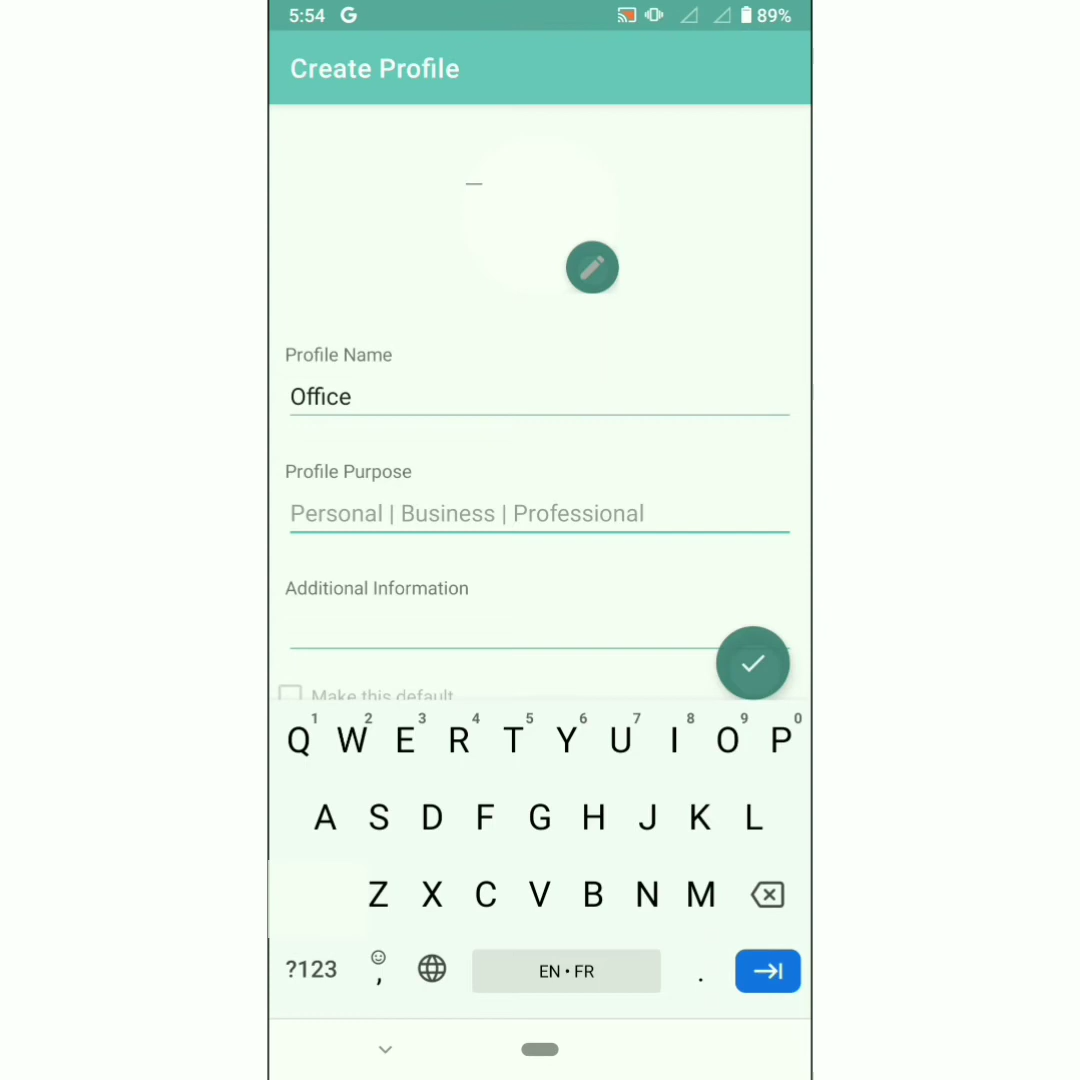 5:54 G 89%
Create Profile
Profile Name
Office
Profile Purpose
Personal | Business | Professional
Additional Information
Make this default
1 2 3 4 5 6 7 8 9 0
Q W E R T Y U I O P
A S D F G H J K L
Z X C V B N M
?123 , EN • FR .